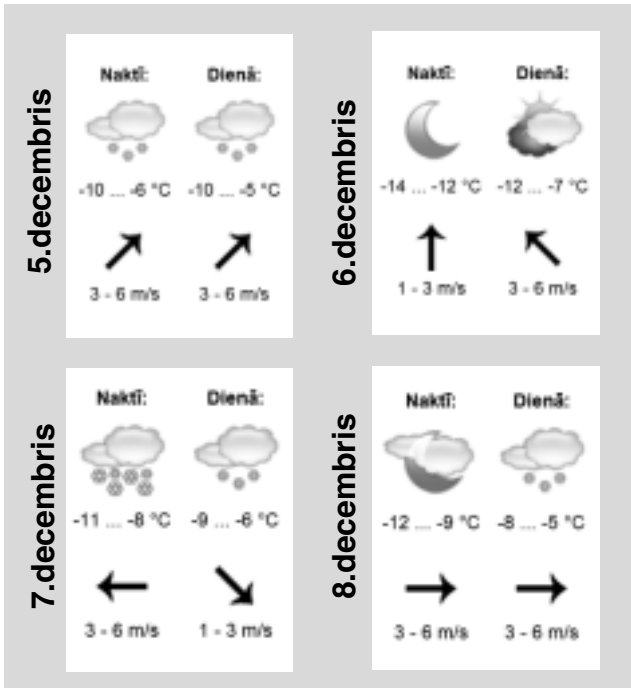 5.decembris
Naktī: Dienā:
-10 ... -6 °C -10 ... -5 °C
3 - 6 m/s 3 - 6 m/s
6.decembris
Naktī: Dienā:
-14 ... -12 °C -12 ... -7 °C
1 - 3 m/s 3 - 6 m/s
7.decembris
Naktī: Dienā:
-11 ... -8 °C -9 ... -6 °C
3 - 6 m/s 1 - 3 m/s
8.decembris
Naktī: Dienā:
-12 ... -9 °C -8 ... -5 °C
3 - 6 m/s 3 - 6 m/s